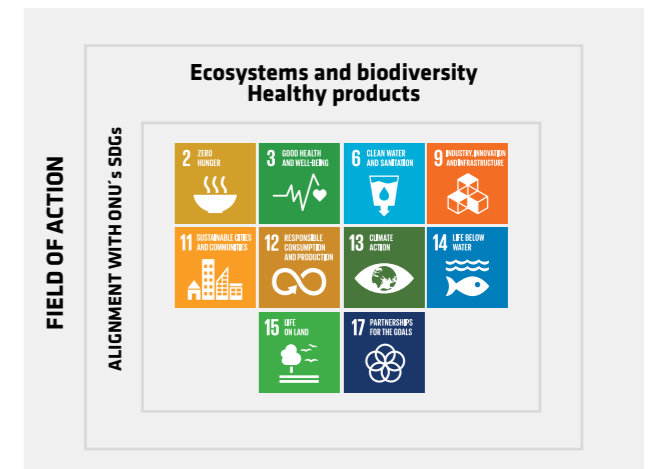 Ecosystems and biodiversity
Healthy products
FIELD OF ACTION
ALIGNMENT WITH ONU´s SDGs
2 ZERO
HUNGER
3 GOOD HEALTH
AND WELL-BEING
6 CLEAN WATER
AND SANITATION
9 INDUSTRY, INNOVATION
AND INFRASTRUCTURE
11 SUSTAINABLE CITIES
AND COMMUNITIES
12 RESPONSIBLE
CONSUMPTION
AND PRODUCTION
13 CLIMATE
ACTION
14 LIFE BELOW
WATER
15 LIFE
ON LAND
17 PARTNERSHIPS
FOR THE GOALS